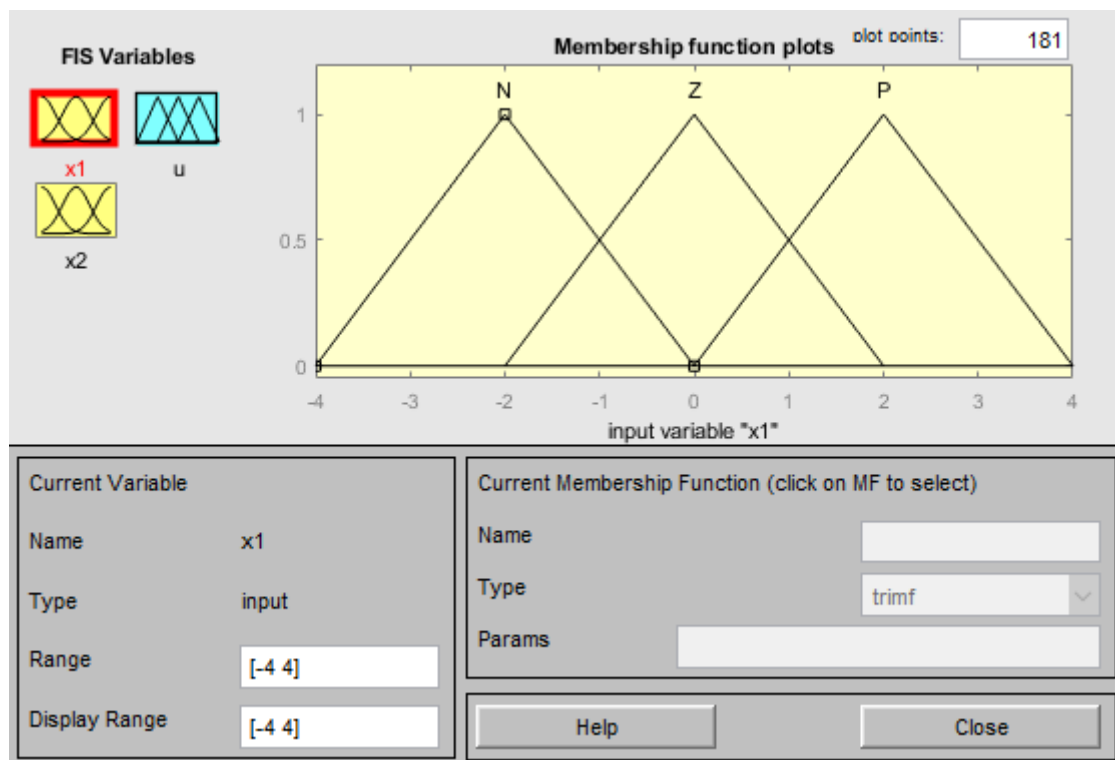 FIS Variables
x1
u
x2
Membership function plots
plot points:
181
N
Z
P
1
0.5
0
-4
-3
-2
-1
0
1
2
3
4
input variable "x1"
Current Variable
Name
x1
Type
input
Range
[-4 4]
Display Range
[-4 4]
Current Membership Function (click on MF to select)
Name
Type
trimf
Params
Help
Close